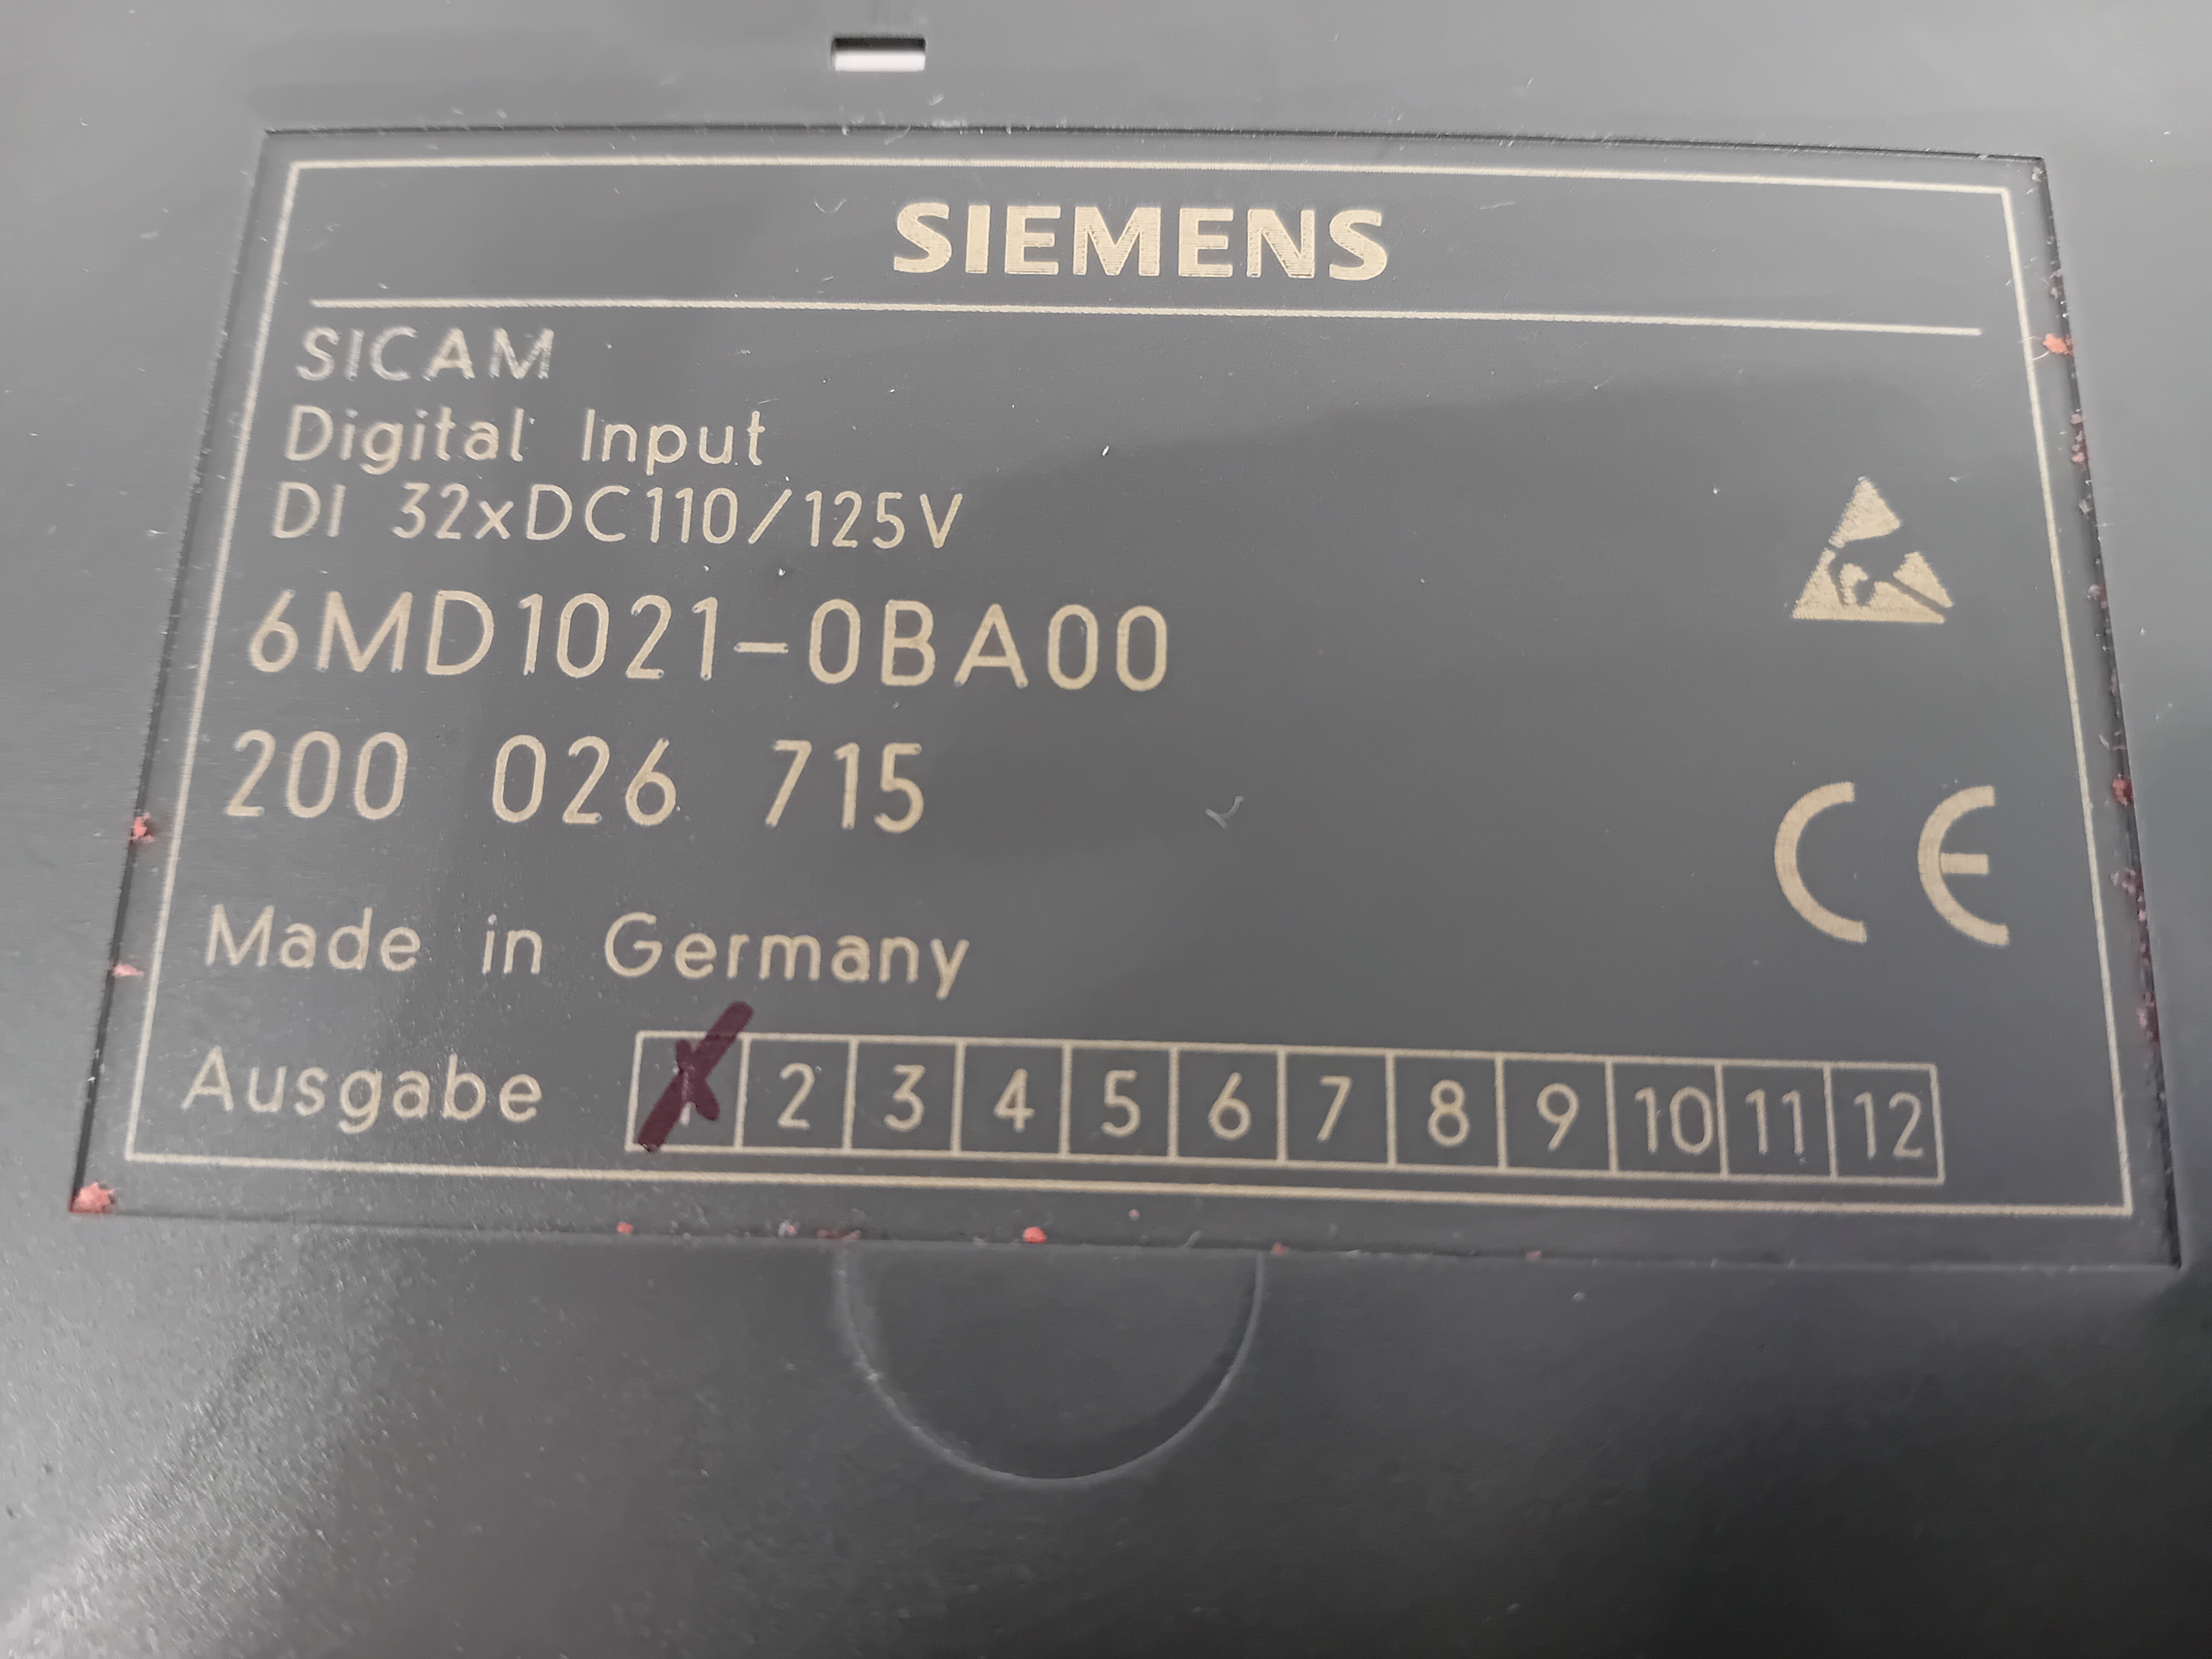 SIEMENS
SICAM
Digital Input
DI 32xDC110/125V
6MD1021-0BA00
200 026 715
CE
Made in Germany
Ausgabe 1 2 3 4 5 6 7 8 9 10 11 12